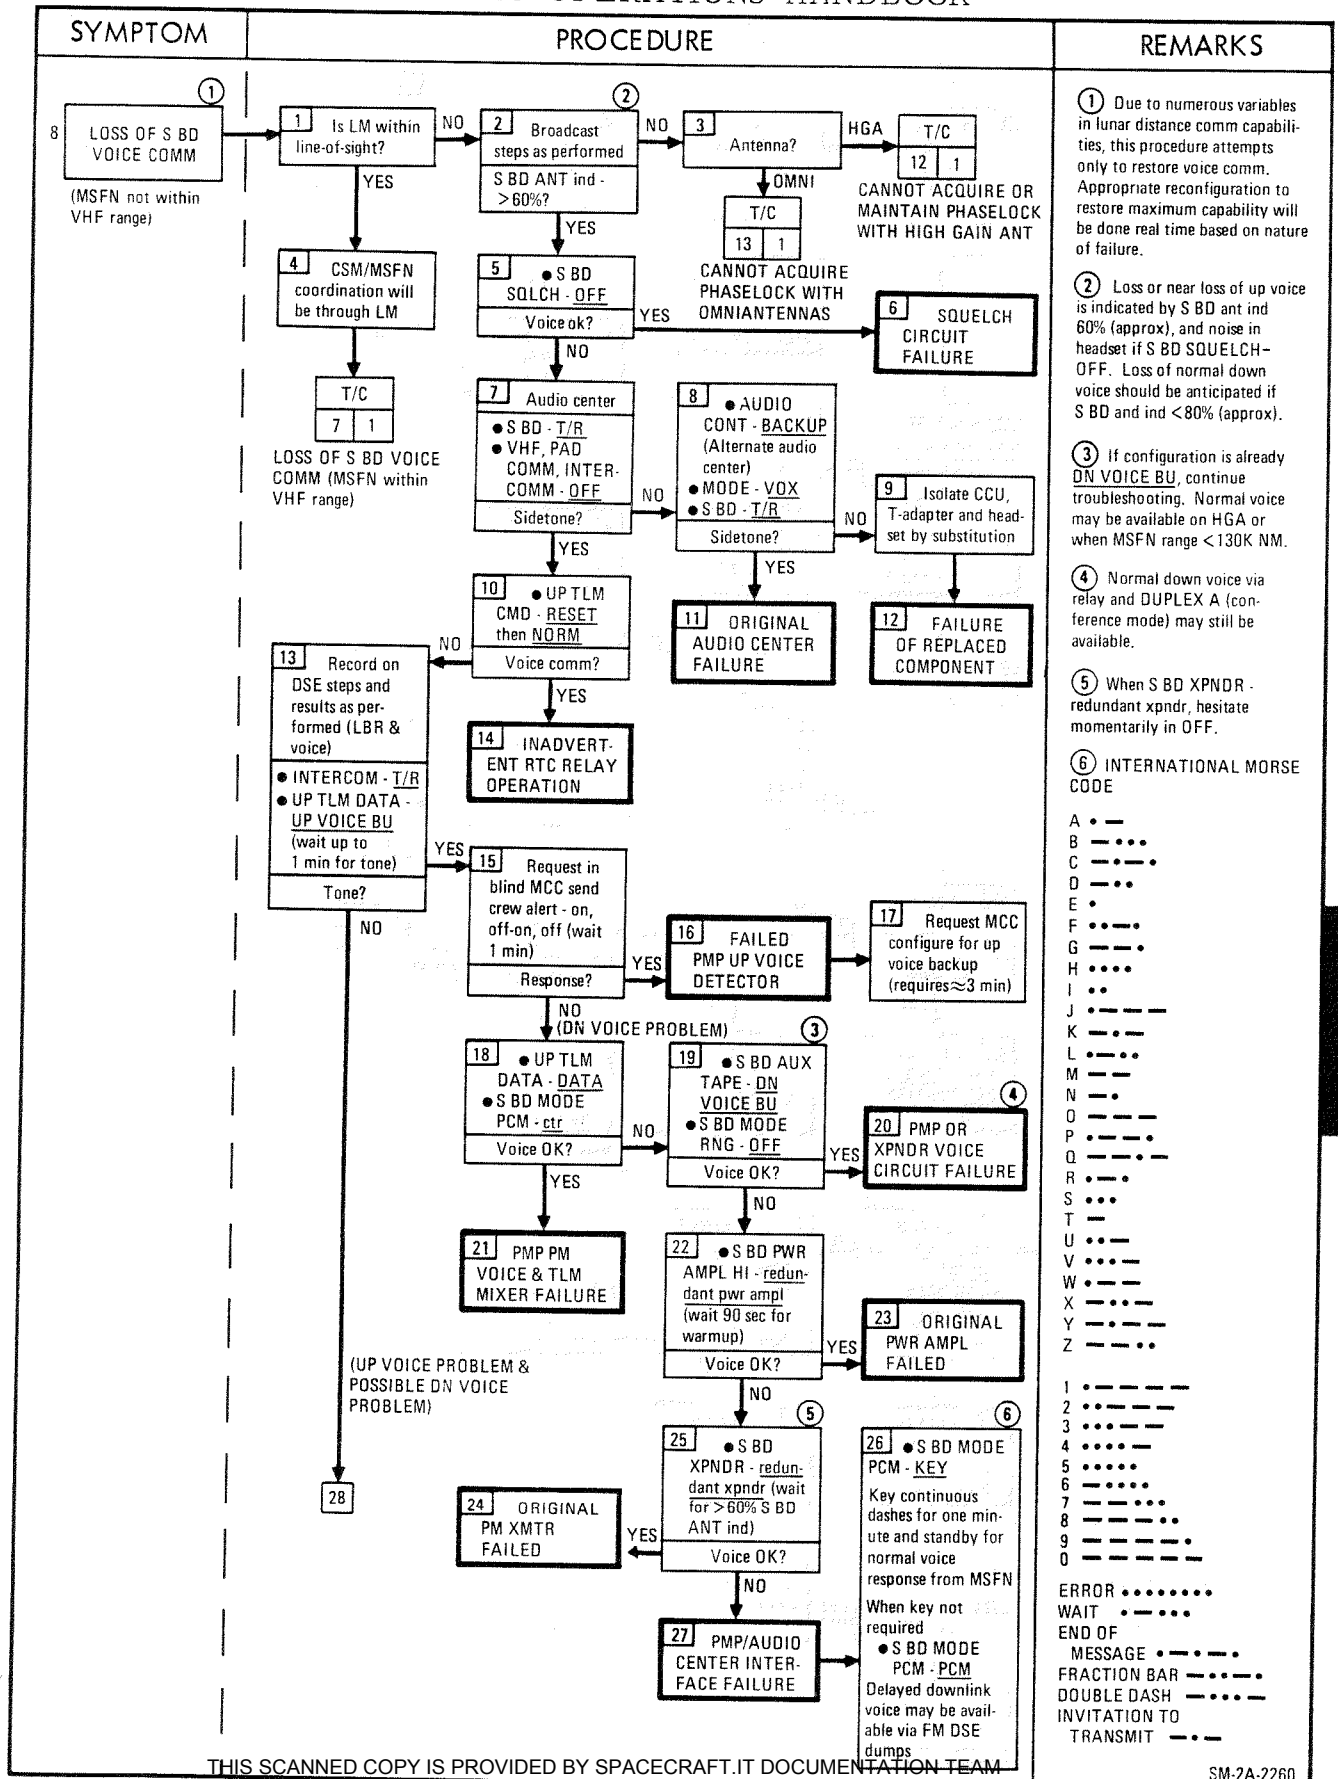 OPERATIONS HANDBOOK
SYMPTOM
PROCEDURE
REMARKS
1
8
LOSS OF S BD
VOICE COMM
(MSFN not within
VHF range)
1 Is LM within
line-of-sight?
NO
YES
2
2 Broadcast
steps as performed
S BD ANT ind -
>60%?
NO
YES
3
Antenna?
HGA
T/C
12 1
CANNOT ACQUIRE OR
MAINTAIN PHASELOCK
WITH HIGH GAIN ANT
OMNI
T/C
13 1
CANNOT ACQUIRE
PHASELOCK WITH
OMNIANTENNAS
4 CSM/MSFN
coordination will
be through LM
T/C
7 1
LOSS OF S BD VOICE
COMM (MSFN within
VHF range)
5 ● S BD
SQLCH - OFF
Voice ok?
YES
NO
6 SQUELCH
CIRCUIT
FAILURE
7 Audio center
● S BD - T/R
● VHF, PAD
COMM, INTER-
COMM - OFF
Sidetone?
NO
YES
8 ● AUDIO
CONT - BACKUP
(Alternate audio
center)
● MODE - VOX
● S BD - T/R
Sidetone?
NO
YES
9 Isolate CCU,
T-adapter and head-
set by substitution
10 ● UP TLM
CMD - RESET
then NORM
Voice comm?
NO
YES
11 ORIGINAL
AUDIO CENTER
FAILURE
12 FAILURE
OF REPLACED
COMPONENT
13 Record on
DSE steps and
results as per-
formed (LBR &
voice)
● INTERCOM - T/R
● UP TLM DATA -
UP VOICE BU
(wait up to
1 min for tone)
Tone?
YES
NO
14 INADVERT-
ENT RTC RELAY
OPERATION
15 Request in
blind MCC send
crew alert - on,
off-on, off (wait
1 min)
Response?
YES
NO
(DN VOICE PROBLEM)
16 FAILED
PMP UP VOICE
DETECTOR
17 Request MCC
configure for up
voice backup
(requires≈3 min)
18 ● UP TLM
DATA - DATA
● S BD MODE
PCM - ctr
Voice OK?
NO
YES
3
19 ● S BD AUX
TAPE - DN
VOICE BU
● S BD MODE
RNG - OFF
Voice OK?
YES
NO
4
20 PMP OR
XPNDR VOICE
CIRCUIT FAILURE
21 PMP PM
VOICE & TLM
MIXER FAILURE
22 ● S BD PWR
AMPL HI - redun-
dant pwr ampl
(wait 90 sec for
warmup)
Voice OK?
YES
NO
23 ORIGINAL
PWR AMPL
FAILED
(UP VOICE PROBLEM &
POSSIBLE DN VOICE
PROBLEM)
28
24 ORIGINAL
PM XMTR
FAILED
YES
5
25 ● S BD
XPNDR - redun-
dant xpndr (wait
for >60% S BD
ANT ind)
Voice OK?
NO
6
26 ● S BD MODE
PCM - KEY
Key continuous
dashes for one min-
ute and standby for
normal voice
response from MSFN
When key not
required
● S BD MODE
PCM - PCM
Delayed downlink
voice may be avail-
able via FM DSE
dumps
27 PMP/AUDIO
CENTER INTER-
FACE FAILURE
1 Due to numerous variables
in lunar distance comm capabili-
ties, this procedure attempts
only to restore voice comm.
Appropriate reconfiguration to
restore maximum capability will
be done real time based on nature
of failure.
2 Loss or near loss of up voice
is indicated by S BD ant ind
60% (approx), and noise in
headset if S BD SQUELCH-
OFF. Loss of normal down
voice should be anticipated if
S BD and ind <80% (approx).
3 If configuration is already
DN VOICE BU, continue
troubleshooting. Normal voice
may be available on HGA or
when MSFN range <130K NM.
4 Normal down voice via
relay and DUPLEX A (con-
ference mode) may still be
available.
5 When S BD XPNDR -
redundant xpndr, hesitate
momentarily in OFF.
6 INTERNATIONAL MORSE
CODE
A • —
B — • • •
C — • — •
D — • •
E •
F • • — •
G — — •
H • • • •
I • •
J • — — —
K — • —
L • — • •
M — —
N — •
O — — —
P • — — •
Q — — • —
R • — •
S • • •
T —
U • • —
V • • • —
W • — —
X — • • —
Y — • — —
Z — — • •
1 • — — — —
2 • • — — —
3 • • • — —
4 • • • • —
5 • • • • •
6 — • • • •
7 — — • • •
8 — — — • •
9 — — — — •
0 — — — — —
ERROR • • • • • • • •
WAIT • — • • •
END OF
MESSAGE • — • — •
FRACTION BAR — • • — •
DOUBLE DASH — • • • —
INVITATION TO
TRANSMIT — • —
THIS SCANNED COPY IS PROVIDED BY SPACECRAFT.IT DOCUMENTATION TEAM
SM-2A-2260